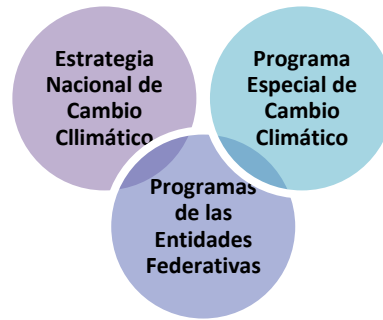 Estrategia
Nacional de
Cambio
Cllimático
Programa
Especial de
Cambio
Climático
Programas
de las
Entidades
Federativas